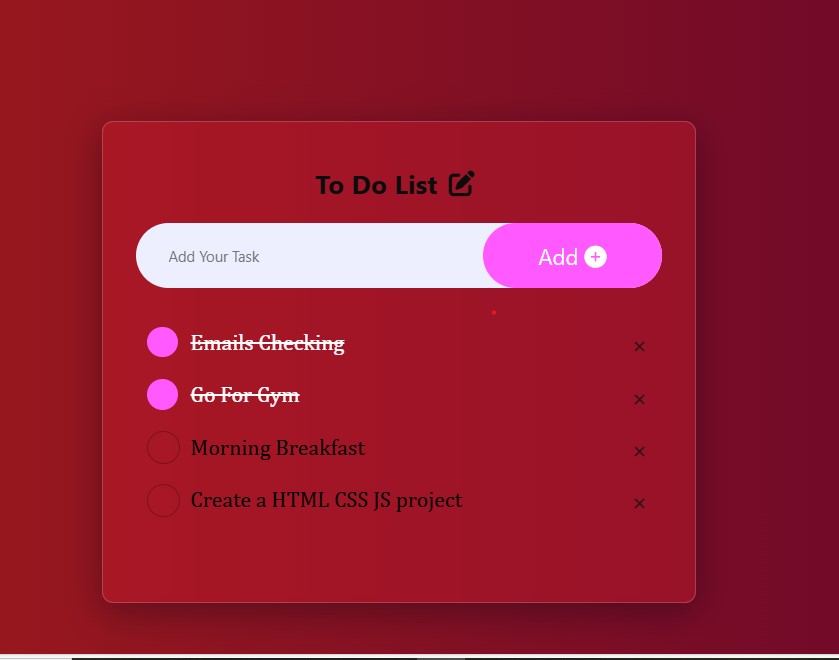 To Do List
Add Your Task
Add
Emails Checking
×
Go For Gym
×
Morning Breakfast
×
Create a HTML CSS JS project
×